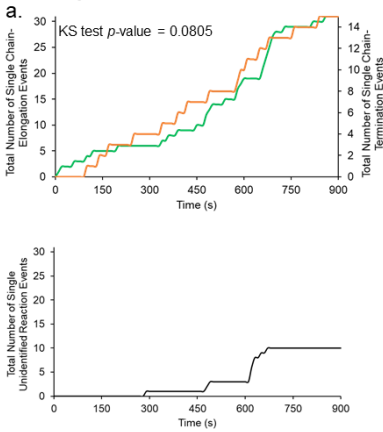 a.
KS test p-value = 0.0805
Total Number of Single Chain-
Elongation Events
30
25
20
15
10
5
0
14
12
10
8
6
4
2
0
Total Number of Single Chain-
Termination Events
0 150 300 450 600 750 900
Time (s)
Total Number of Single
Unidentified Reaction Events
30
25
20
15
10
5
0
0 150 300 450 600 750 900
Time (s)